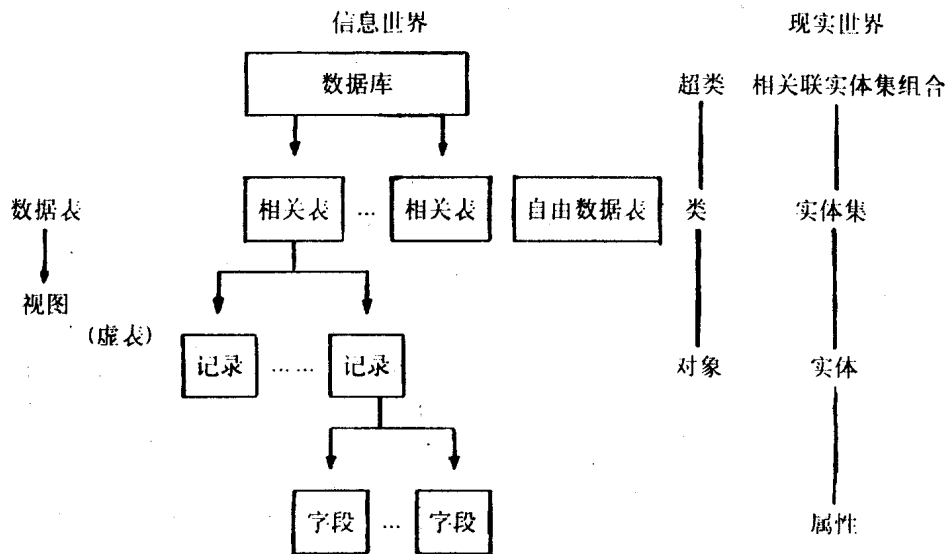 信息世界 现实世界
数据库 超类 相关联实体集组合
数据表 相关表 … 相关表 自由数据表 类 实体集
视图
(虚表)
记录 …… 记录 对象 实体
字段 … 字段 属性